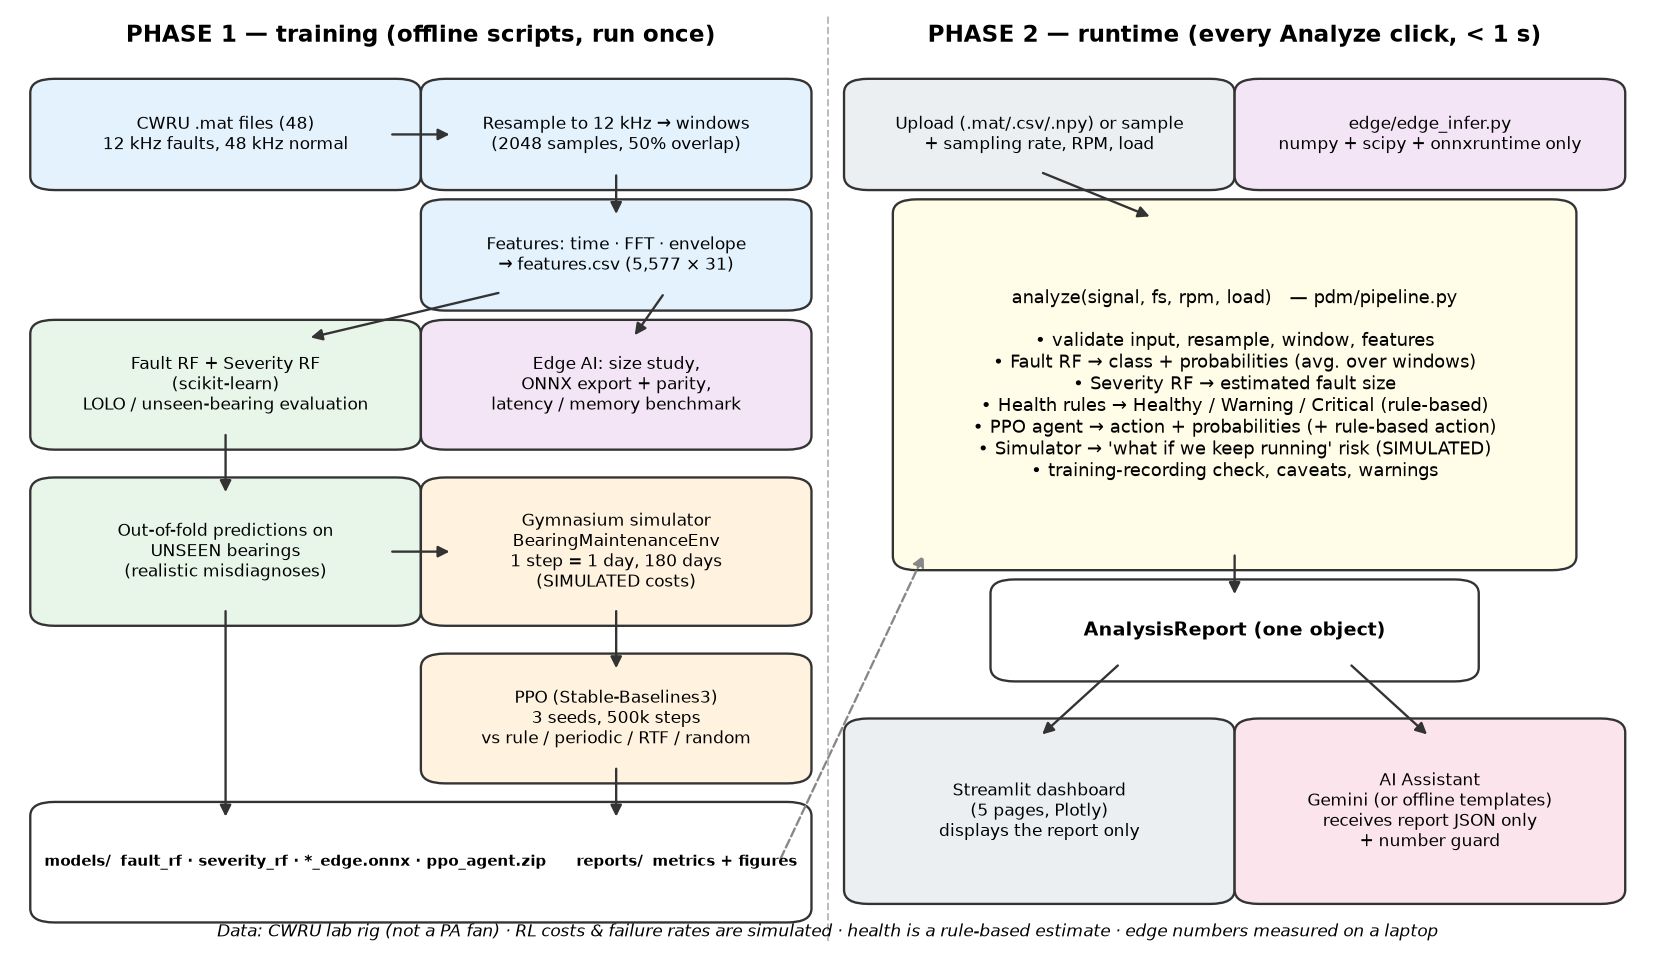 PHASE 1 — training (offline scripts, run once)
CWRU .mat files (48)
12 kHz faults, 48 kHz normal
Resample to 12 kHz → windows
(2048 samples, 50% overlap)
Features: time · FFT · envelope
→ features.csv (5,577 × 31)
Fault RF + Severity RF
(scikit-learn)
LOLO / unseen-bearing evaluation
Edge AI: size study,
ONNX export + parity,
latency / memory benchmark
Out-of-fold predictions on
UNSEEN bearings
(realistic misdiagnoses)
Gymnasium simulator
BearingMaintenanceEnv
1 step = 1 day, 180 days
(SIMULATED costs)
PPO (Stable-Baselines3)
3 seeds, 500k steps
vs rule / periodic / RTF / random
models/  fault_rf · severity_rf · *_edge.onnx · ppo_agent.zip      reports/  metrics + figures
PHASE 2 — runtime (every Analyze click, < 1 s)
Upload (.mat/.csv/.npy) or sample
+ sampling rate, RPM, load
edge/edge_infer.py
numpy + scipy + onnxruntime only
analyze(signal, fs, rpm, load)   — pdm/pipeline.py
• validate input, resample, window, features
• Fault RF → class + probabilities (avg. over windows)
• Severity RF → estimated fault size
• Health rules → Healthy / Warning / Critical (rule-based)
• PPO agent → action + probabilities (+ rule-based action)
• Simulator → 'what if we keep running' risk (SIMULATED)
• training-recording check, caveats, warnings
AnalysisReport (one object)
Streamlit dashboard
(5 pages, Plotly)
displays the report only
AI Assistant
Gemini (or offline templates)
receives report JSON only
+ number guard
Data: CWRU lab rig (not a PA fan) · RL costs & failure rates are simulated · health is a rule-based estimate · edge numbers measured on a laptop